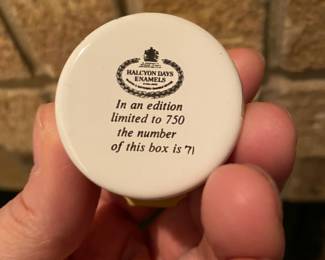 HALCYON DAYS
ENAMELS
In an edition
limited to 750
the number
of this box is 71